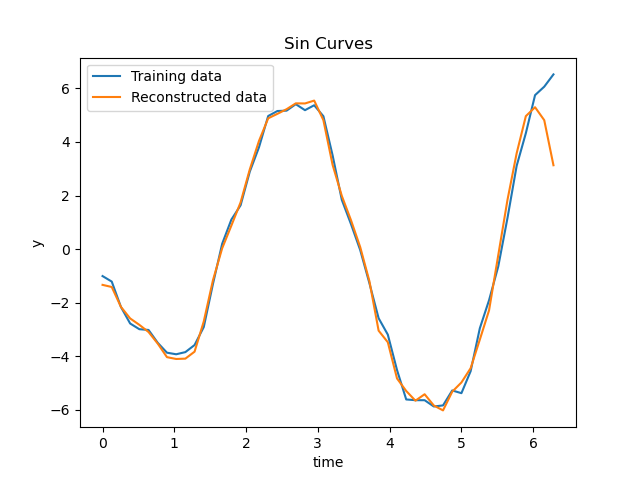 Sin Curves
Training data
Reconstructed data
6
4
2
0
−2
−4
−6
y
0 1 2 3 4 5 6
time